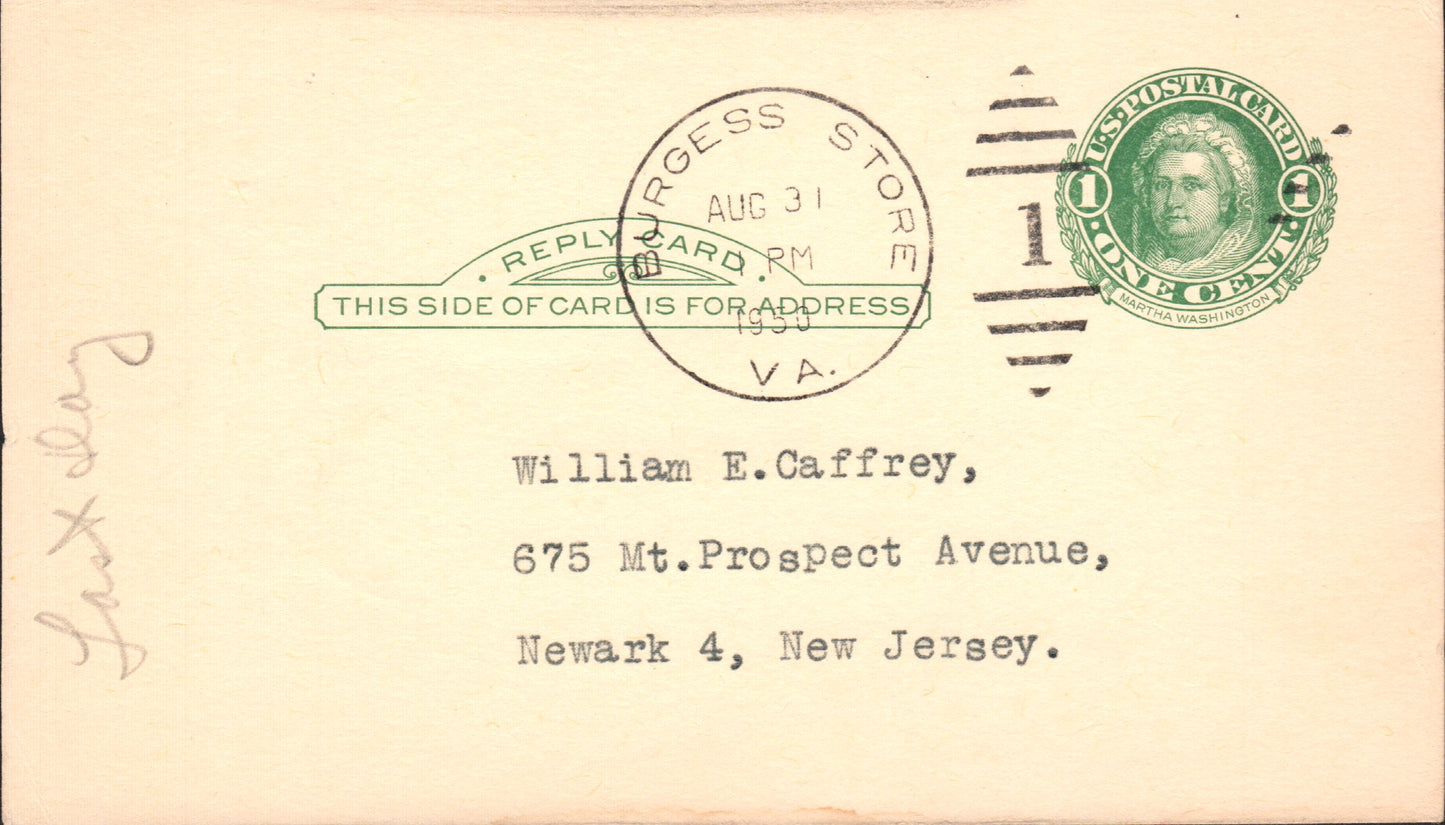 BURGESS STORE
AUG 31
1 PM
1950
VA.
1
U.S. POSTAL CARD
1 1
ONE CENT
MARTHA WASHINGTON
REPLY CARD
THIS SIDE OF CARD IS FOR ADDRESS
William E.Caffrey,
675 Mt.Prospect Avenue,
Newark 4, New Jersey.
Last Day